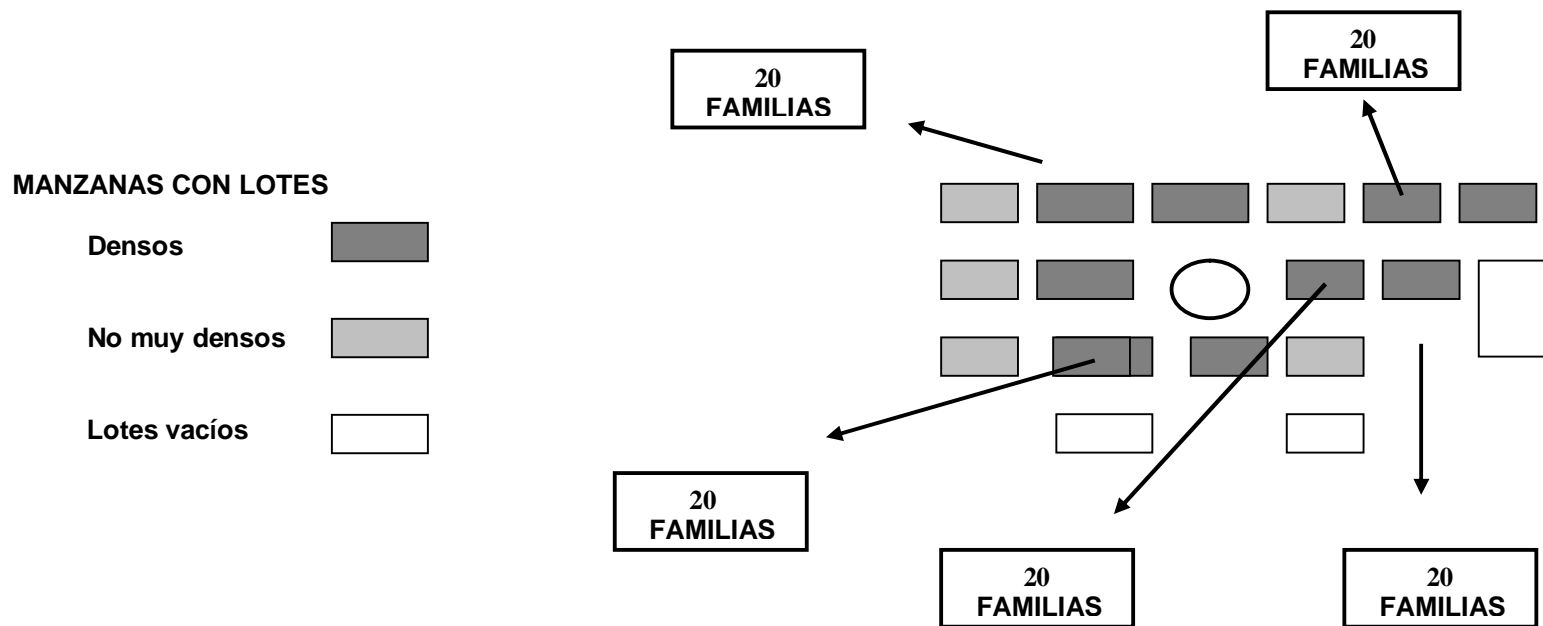 20
FAMILIAS
20
FAMILIAS
MANZANAS CON LOTES
Densos
No muy densos
Lotes vacíos
20
FAMILIAS
20
FAMILIAS
20
FAMILIAS